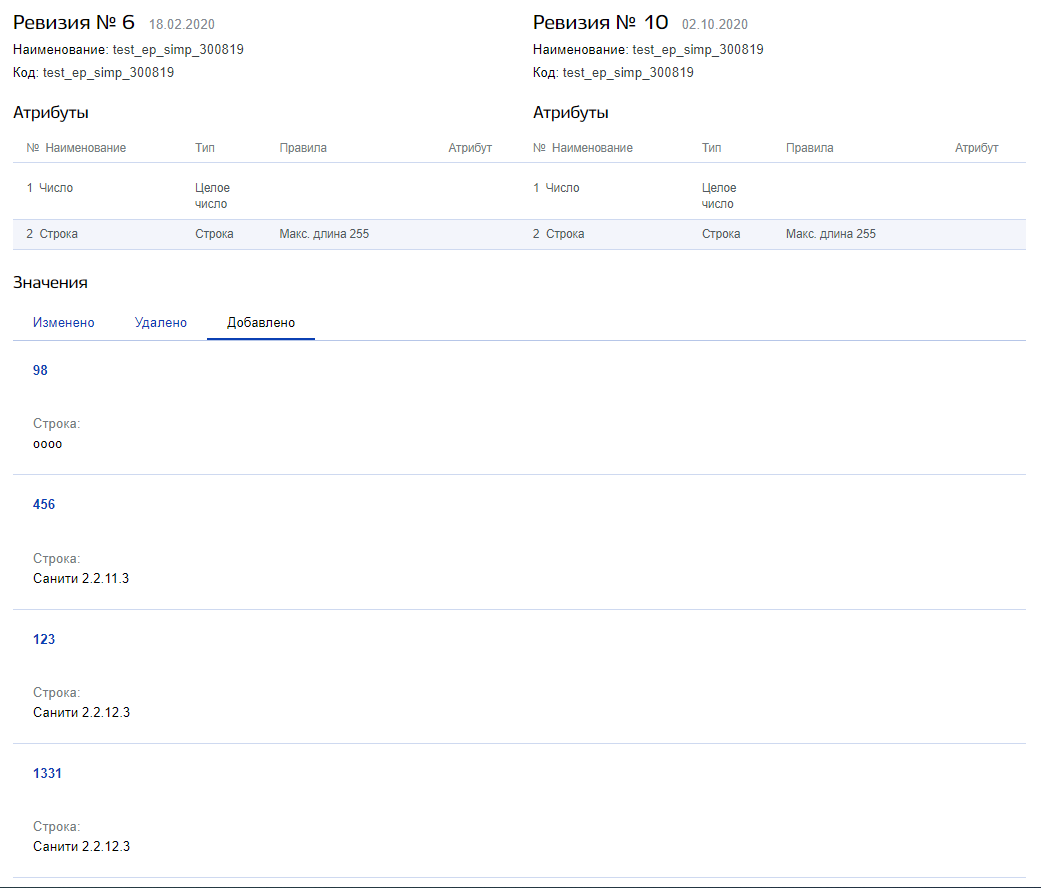 Ревизия № 6 18.02.2020
Наименование: test_ep_simp_300819
Код: test_ep_simp_300819
Ревизия № 10 02.10.2020
Наименование: test_ep_simp_300819
Код: test_ep_simp_300819
Атрибуты
№ Наименование Тип Правила Атрибут
1 Число Целое
число
2 Строка Строка Макс. длина 255
Атрибуты
№ Наименование Тип Правила Атрибут
1 Число Целое
число
2 Строка Строка Макс. длина 255
Значения
Изменено Удалено Добавлено
98
Строка:
оооо
456
Строка:
Санити 2.2.11.3
123
Строка:
Санити 2.2.12.3
1331
Строка:
Санити 2.2.12.3